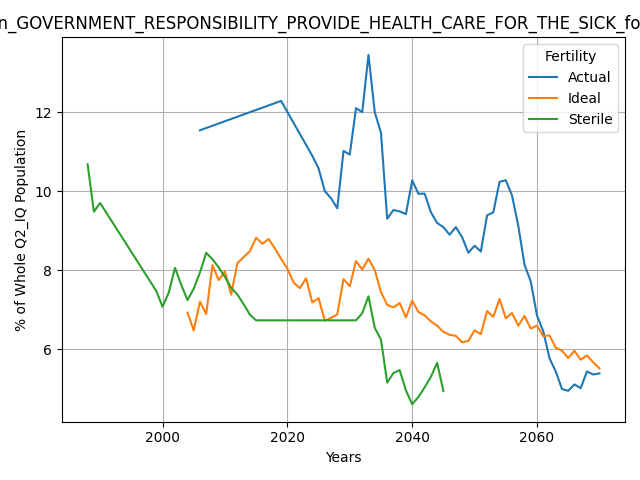 n_GOVERNMENT_RESPONSIBILITY_PROVIDE_HEALTH_CARE_FOR_THE_SICK_fo
Fertility
Actual
Ideal
Sterile
% of Whole Q2_IQ Population
12
10
8
6
2000
2020
2040
2060
Years